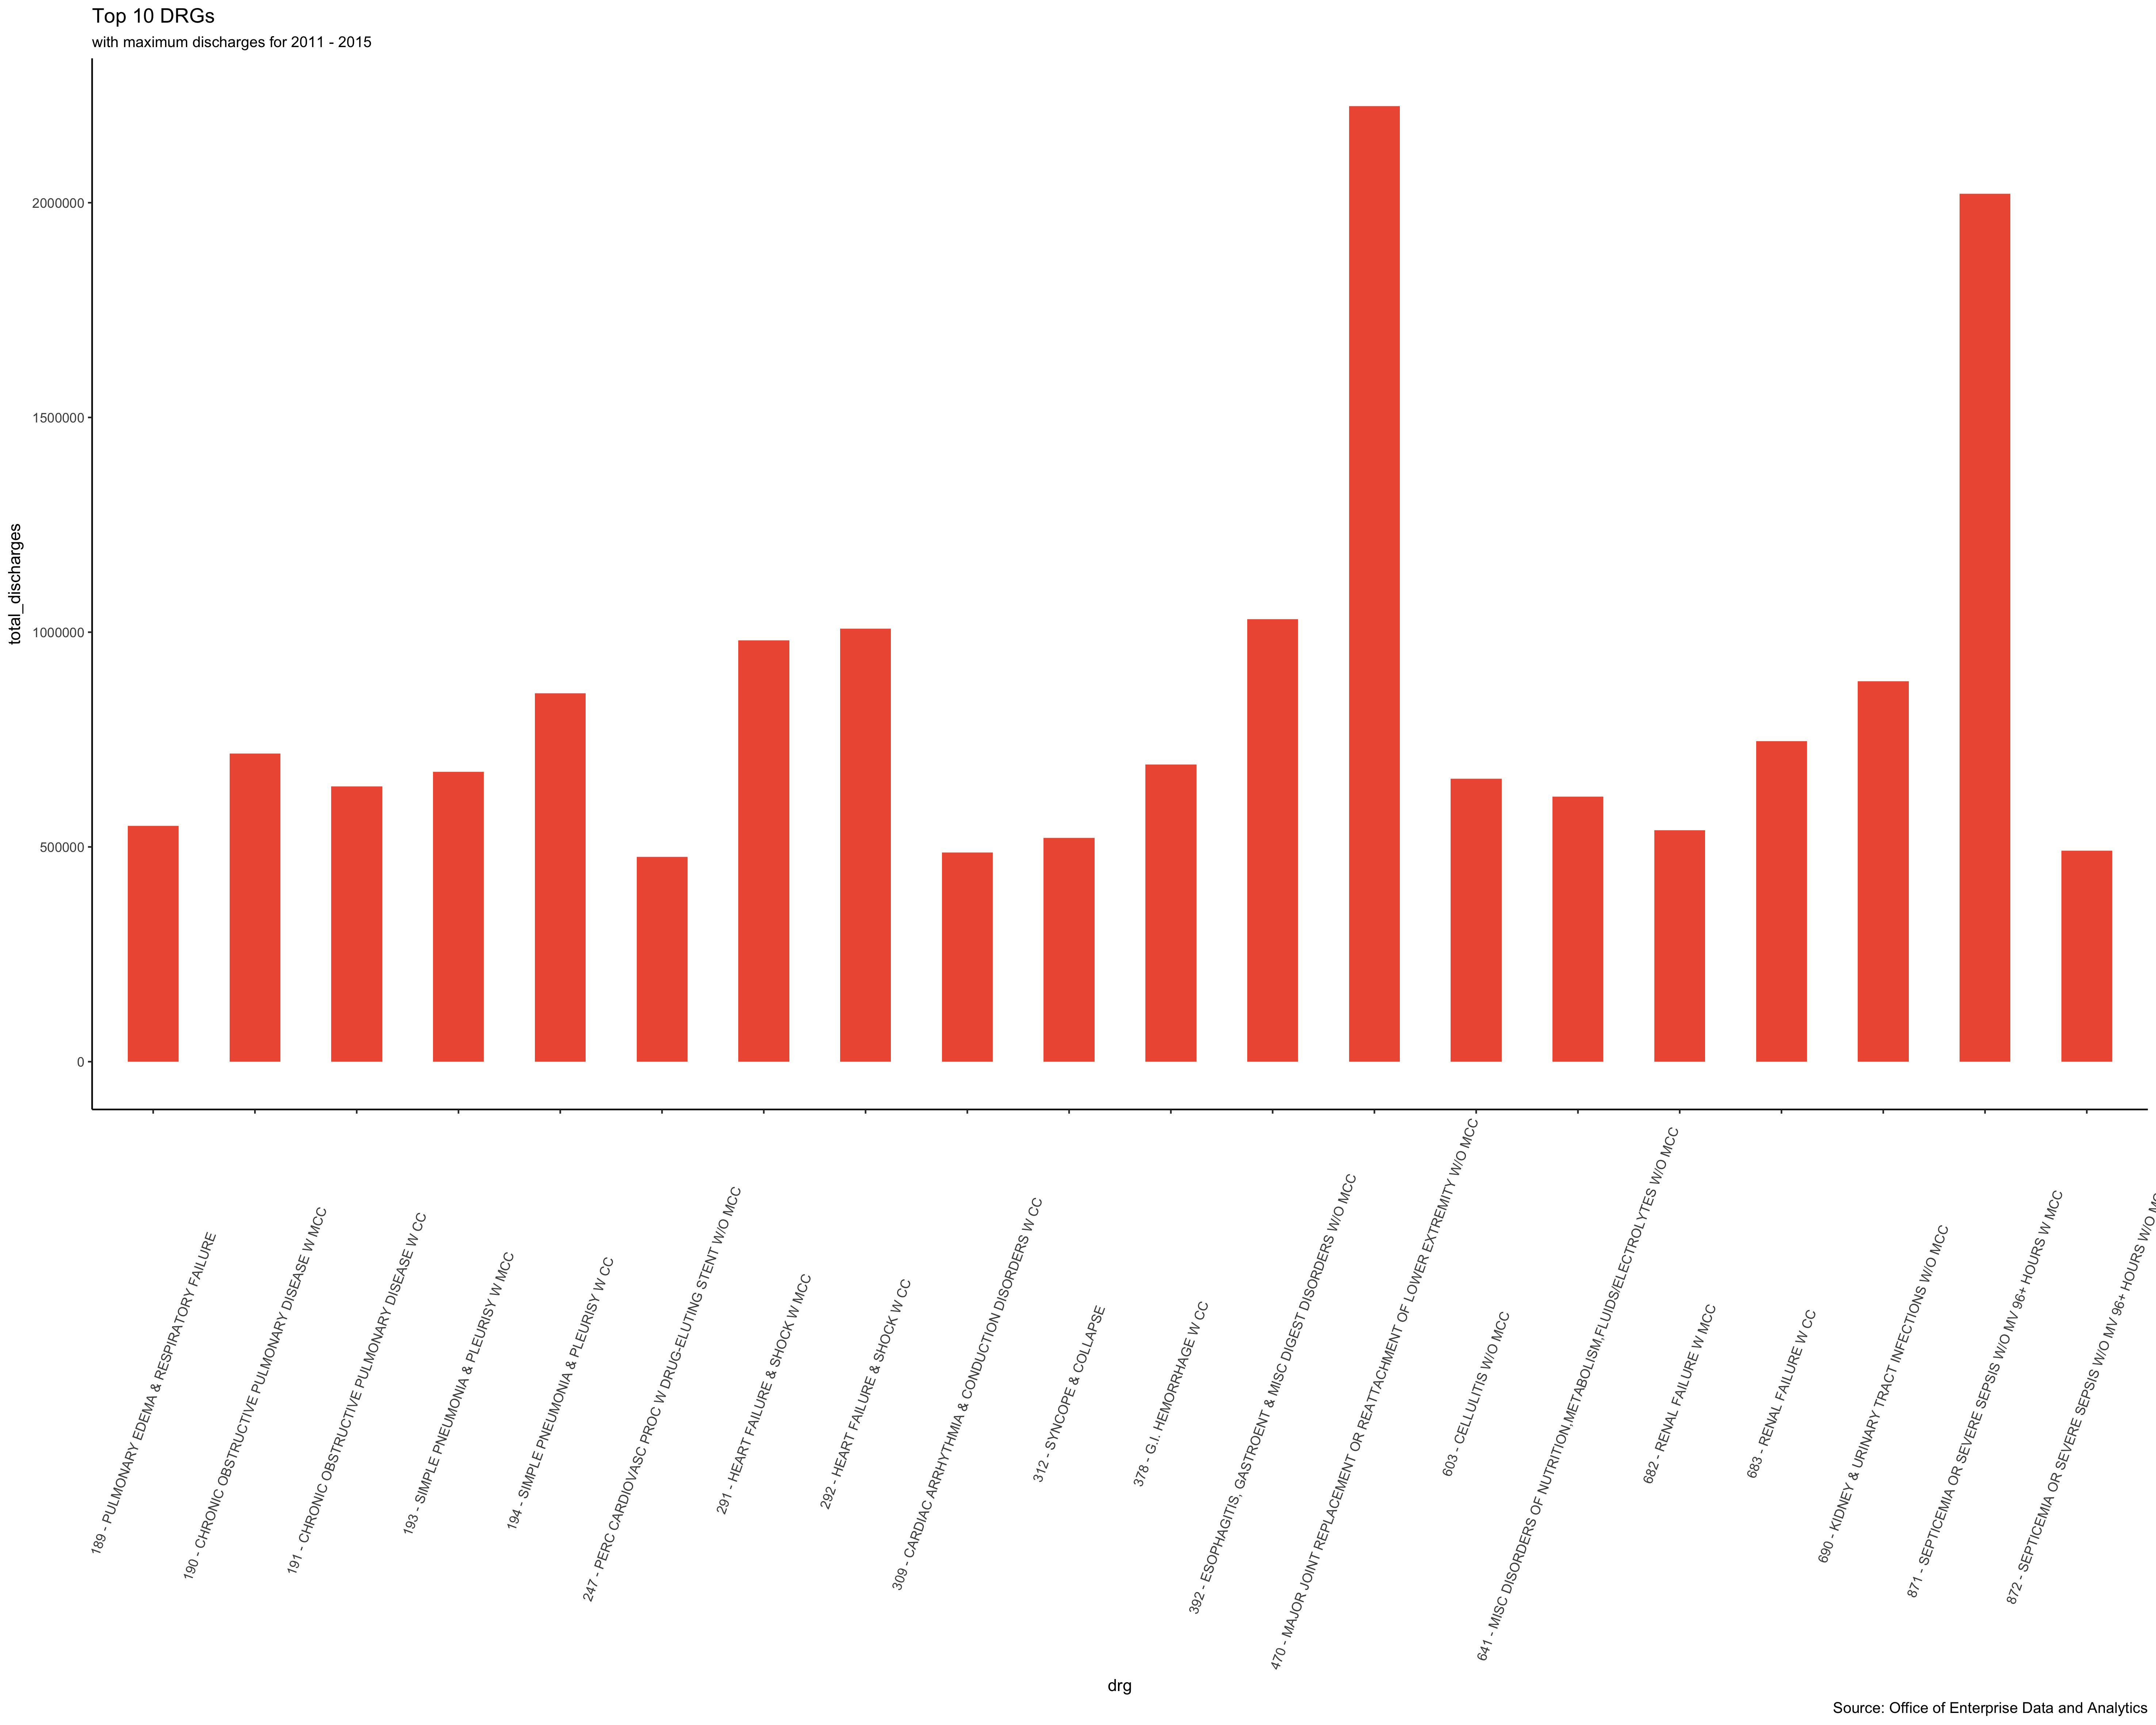 Top 10 DRGs
with maximum discharges for 2011 - 2015
total_discharges
2000000
1500000
1000000
500000
0
189 - PULMONARY EDEMA & RESPIRATORY FAILURE
190 - CHRONIC OBSTRUCTIVE PULMONARY DISEASE W MCC
191 - CHRONIC OBSTRUCTIVE PULMONARY DISEASE W CC
193 - SIMPLE PNEUMONIA & PLEURISY W MCC
194 - SIMPLE PNEUMONIA & PLEURISY W CC
247 - PERC CARDIOVASC PROC W DRUG-ELUTING STENT W/O MCC
291 - HEART FAILURE & SHOCK W MCC
292 - HEART FAILURE & SHOCK W CC
309 - CARDIAC ARRHYTHMIA & CONDUCTION DISORDERS W CC
312 - SYNCOPE & COLLAPSE
378 - G.I. HEMORRHAGE W CC
392 - ESOPHAGITIS, GASTROENT & MISC DIGEST DISORDERS W/O MCC
470 - MAJOR JOINT REPLACEMENT OR REATTACHMENT OF LOWER EXTREMITY W/O MCC
603 - CELLULITIS W/O MCC
641 - MISC DISORDERS OF NUTRITION,METABOLISM,FLUIDS/ELECTROLYTES W/O MCC
682 - RENAL FAILURE W MCC
683 - RENAL FAILURE W CC
690 - KIDNEY & URINARY TRACT INFECTIONS W/O MCC
871 - SEPTICEMIA OR SEVERE SEPSIS W/O MV 96+ HOURS W MCC
872 - SEPTICEMIA OR SEVERE SEPSIS W/O MV 96+ HOURS W/O
drg
Source: Office of Enterprise Data and Analytics